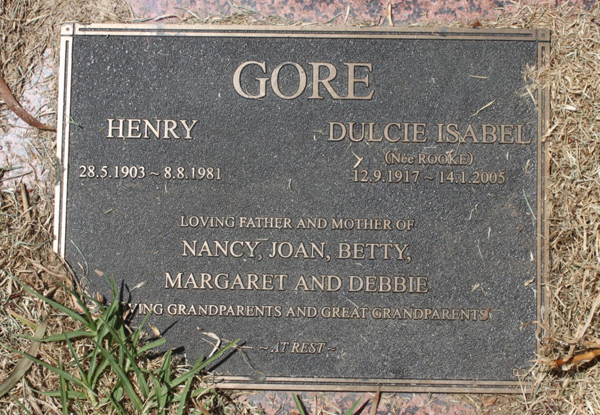 GORE
HENRY DULCIE ISABEL
(Née ROOKE)
28.5.1903 ~ 8.8.1981 12.9.1917 ~ 14.1.2005
LOVING FATHER AND MOTHER OF
NANCY, JOAN, BETTY,
MARGARET AND DEBBIE
GRANDPARENTS AND GREAT GRANDPARENTS
~ AT REST ~